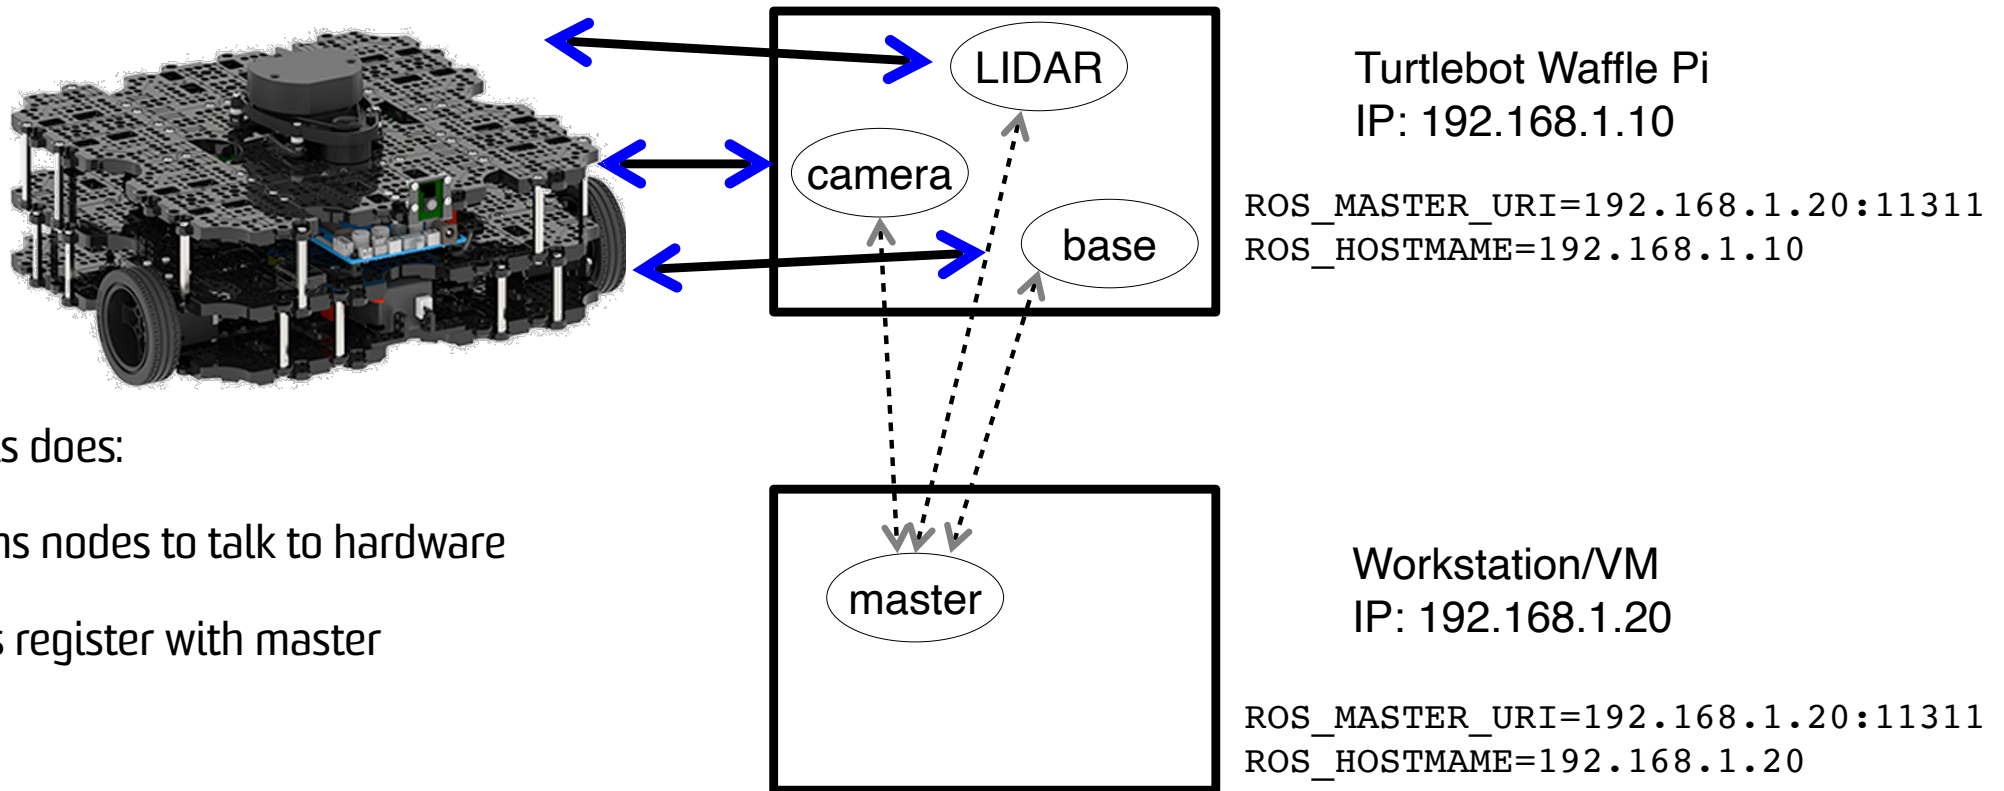 LIDAR
camera
base
Turtlebot Waffle Pi
IP: 192.168.1.10
ROS_MASTER_URI=192.168.1.20:11311
ROS_HOSTMAME=192.168.1.10
s does:
ns nodes to talk to hardware
s register with master
master
Workstation/VM
IP: 192.168.1.20
ROS_MASTER_URI=192.168.1.20:11311
ROS_HOSTMAME=192.168.1.20